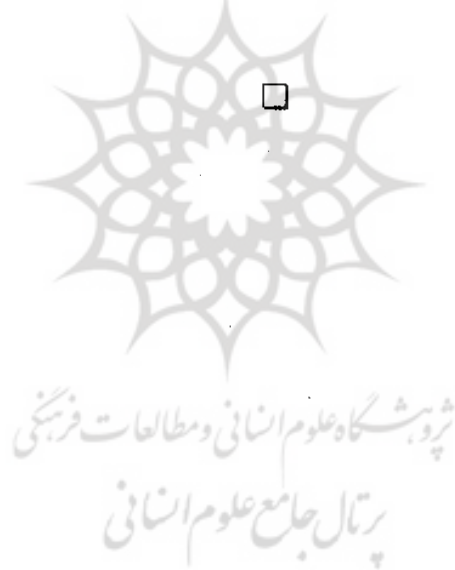 پژوهشگاه علوم انسانی و مطالعات فرهنگی
پرتال جامع علوم انسانی